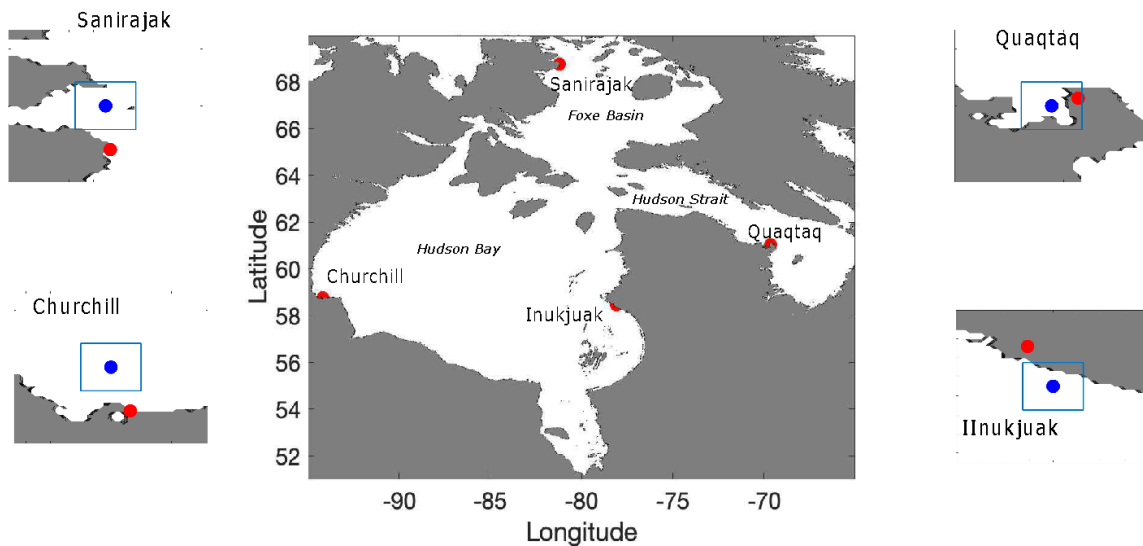 Sanirajak
Quaqtaq
68
Sanirajak
Foxe Basin
66
64
Hudson Strait
62
Quaqtaq
Hudson Bay
60
Churchill
Churchill
58
Inukjuak
56
IInukjuak
54
52
Latitude
-90
-85
-80
-75
-70
Longitude